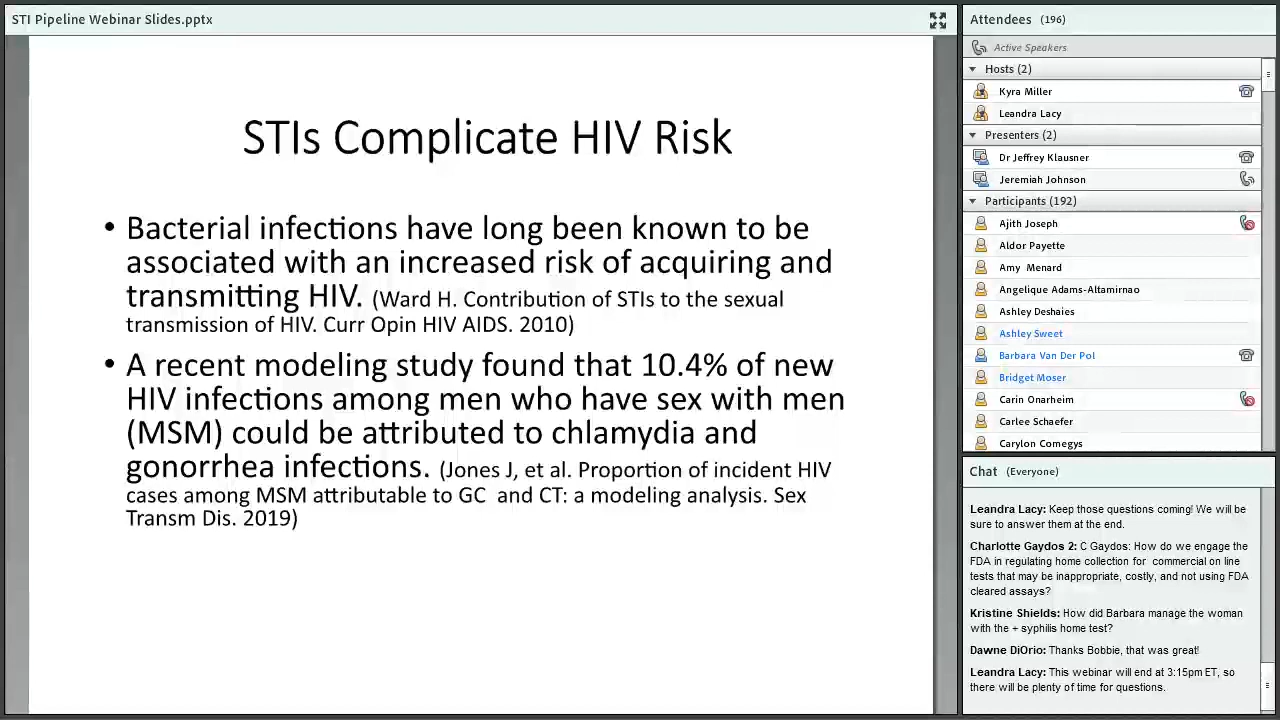 STI Pipeline Webinar Slides.pptx
STIs Complicate HIV Risk
• Bacterial infections have long been known to be
associated with an increased risk of acquiring and
transmitting HIV. (Ward H. Contribution of STIs to the sexual
transmission of HIV. Curr Opin HIV AIDS. 2010)
• A recent modeling study found that 10.4% of new
HIV infections among men who have sex with men
(MSM) could be attributed to chlamydia and
gonorrhea infections. (Jones J, et al. Proportion of incident HIV
cases among MSM attributable to GC and CT: a modeling analysis. Sex
Transm Dis. 2019)
Attendees (196)
Active Speakers
Hosts (2)
Kyra Miller
Leandra Lacy
Presenters (2)
Dr Jeffrey Klausner
Jeremiah Johnson
Participants (192)
Ajith Joseph
Aldor Payette
Amy Menard
Angelique Adams-Altamirnao
Ashley Deshaies
Ashley Sweet
Barbara Van Der Pol
Bridget Moser
Carin Onarheim
Carlee Schaefer
Carylon Comegys
Chat (Everyone)
Leandra Lacy: Keep those questions coming! We will be
sure to answer them at the end.
Charlotte Gaydos 2: C Gaydos: How do we engage the
FDA in regulating home collection for commercial on line
tests that may be inappropriate, costly, and not using FDA
cleared assays?
Kristine Shields: How did Barbara manage the woman
with the + syphilis home test?
Dawne DiOrio: Thanks Bobbie, that was great!
Leandra Lacy: This webinar will end at 3:15pm ET, so
there will be plenty of time for questions.